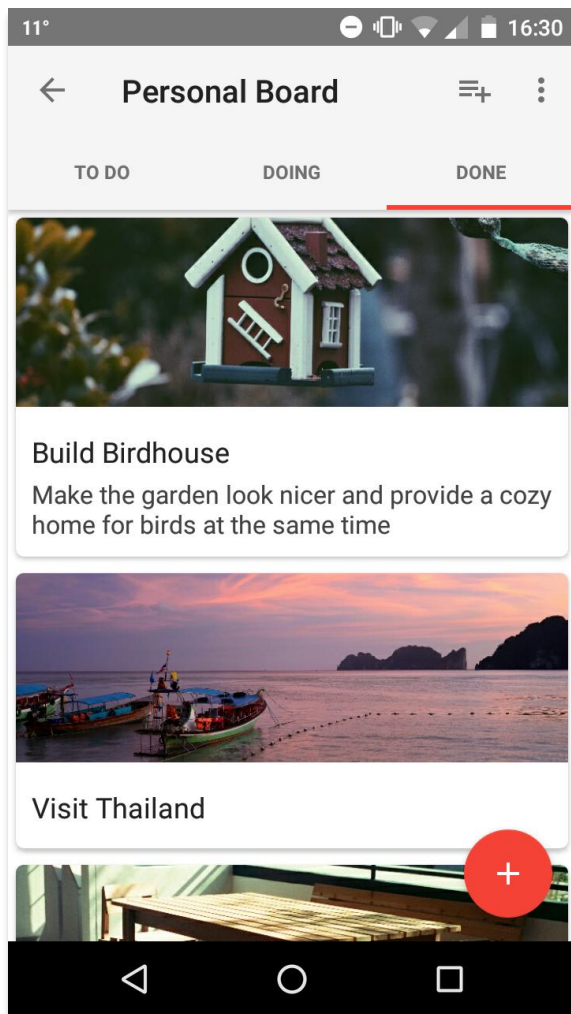 11° 16:30
Personal Board
TO DO DOING DONE
Build Birdhouse
Make the garden look nicer and provide a cozy
home for birds at the same time
Visit Thailand